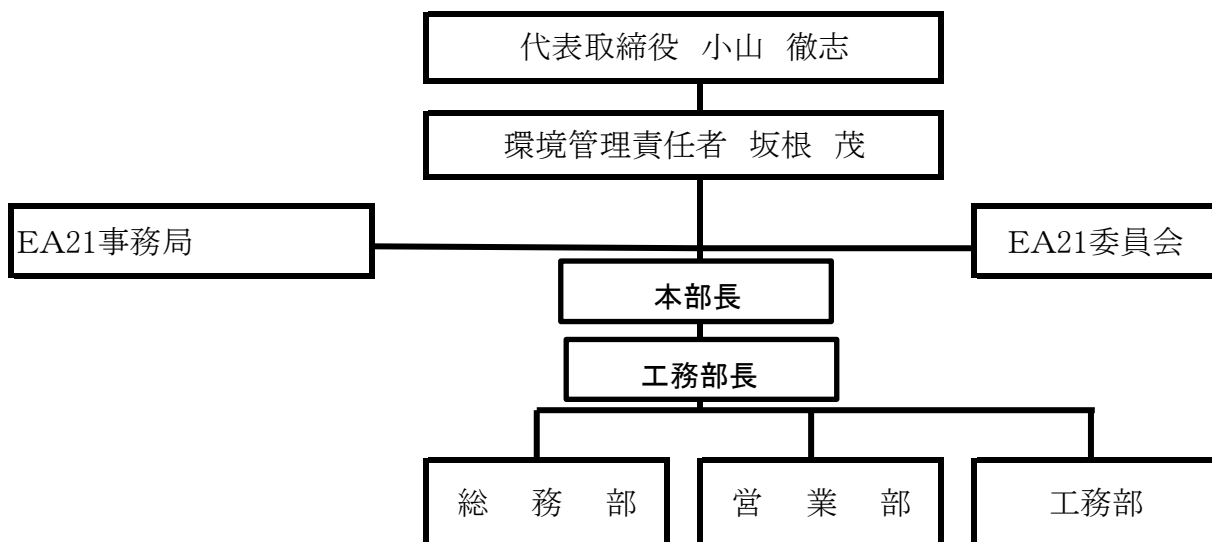 代表取締役 小山 徹志
環境管理責任者 坂根 茂
EA21事務局
EA21委員会
本部長
工務部長
総 務 部
営 業 部
工務部